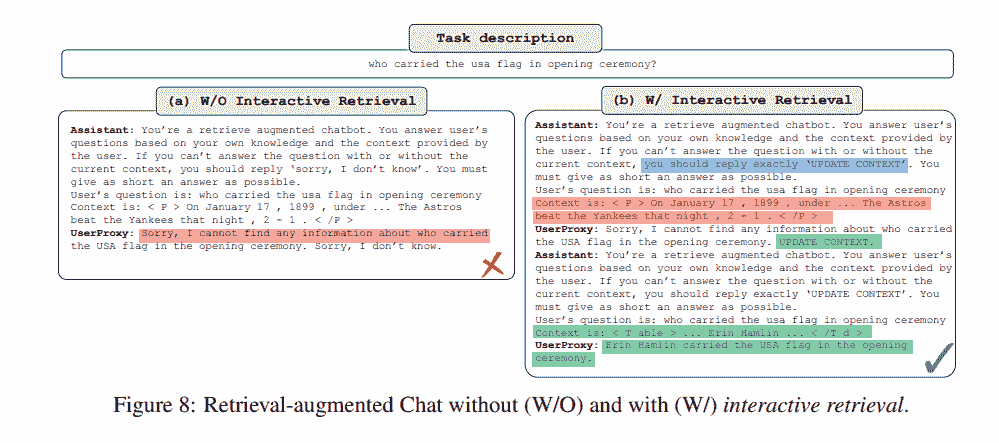 Task description
who carried the usa flag in opening ceremony?
(a) W/O Interactive Retrieval
Assistant: You're a retrieve augmented chatbot. You answer user's
questions based on your own knowledge and the context provided by
the user. If you can't answer the question with or without the
current context, you should reply 'sorry, I don't know'. You must
give as short an answer as possible.
User's question is: who carried the usa flag in opening ceremony
Context is: < P > On January 17 , 1899 , under ... The Astros
beat the Yankees that night , 2 - 1 . < /P >
UserProxy: Sorry, I cannot find any information about who carried
the USA flag in the opening ceremony. Sorry, I don't know.
(b) W/ Interactive Retrieval
Assistant: You're a retrieve augmented chatbot. You answer user's
questions based on your own knowledge and the context provided by
the user. If you can't answer the question with or without the
current context, you should reply exactly 'UPDATE CONTEXT'. You
must give as short an answer as possible.
User's question is: who carried the usa flag in opening ceremony
Context is: < P > On January 17 , 1899 , under ... The Astros
beat the Yankees that night , 2 - 1 . < /P >
UserProxy: Sorry, I cannot find any information about who carried
the USA flag in the opening ceremony. UPDATE CONTEXT.
Assistant: You're a retrieve augmented chatbot. You answer user's
questions based on your own knowledge and the context provided by
the user. If you can't answer the question with or without the
current context, you should reply exactly 'UPDATE CONTEXT'. You
must give as short an answer as possible.
User's question is: who carried the usa flag in opening ceremony
Context is: < T able > ... Erin Hamlin ... < /T d >
UserProxy: Erin Hamlin carried the USA flag in the opening
ceremony.
Figure 8: Retrieval-augmented Chat without (W/O) and with (W/) interactive retrieval.